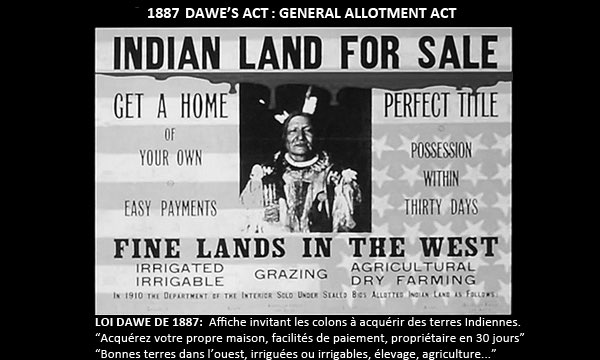 1887 DAWE'S ACT : GENERAL ALLOTMENT ACT
INDIAN LAND FOR SALE
GET A HOME
OF
YOUR OWN
EASY PAYMENTS
PERFECT TITLE
POSSESSION
WITHIN
THIRTY DAYS
FINE LANDS IN THE WEST
IRRIGATED
IRRIGABLE
GRAZING
AGRICULTURAL
DRY FARMING
IN 1910 THE DEPARTMENT OF THE INTERIOR SOLD UNDER SEALED BIDS ALLOTTED INDIAN LAND AS FOLLOWS:
LOI DAWE DE 1887: Affiche invitant les colons à acquérir des terres Indiennes.
“Acquérez votre propre maison, facilités de paiement, propriétaire en 30 jours”
“Bonnes terres dans l’ouest, irriguées ou irrigables, élevage, agriculture...”